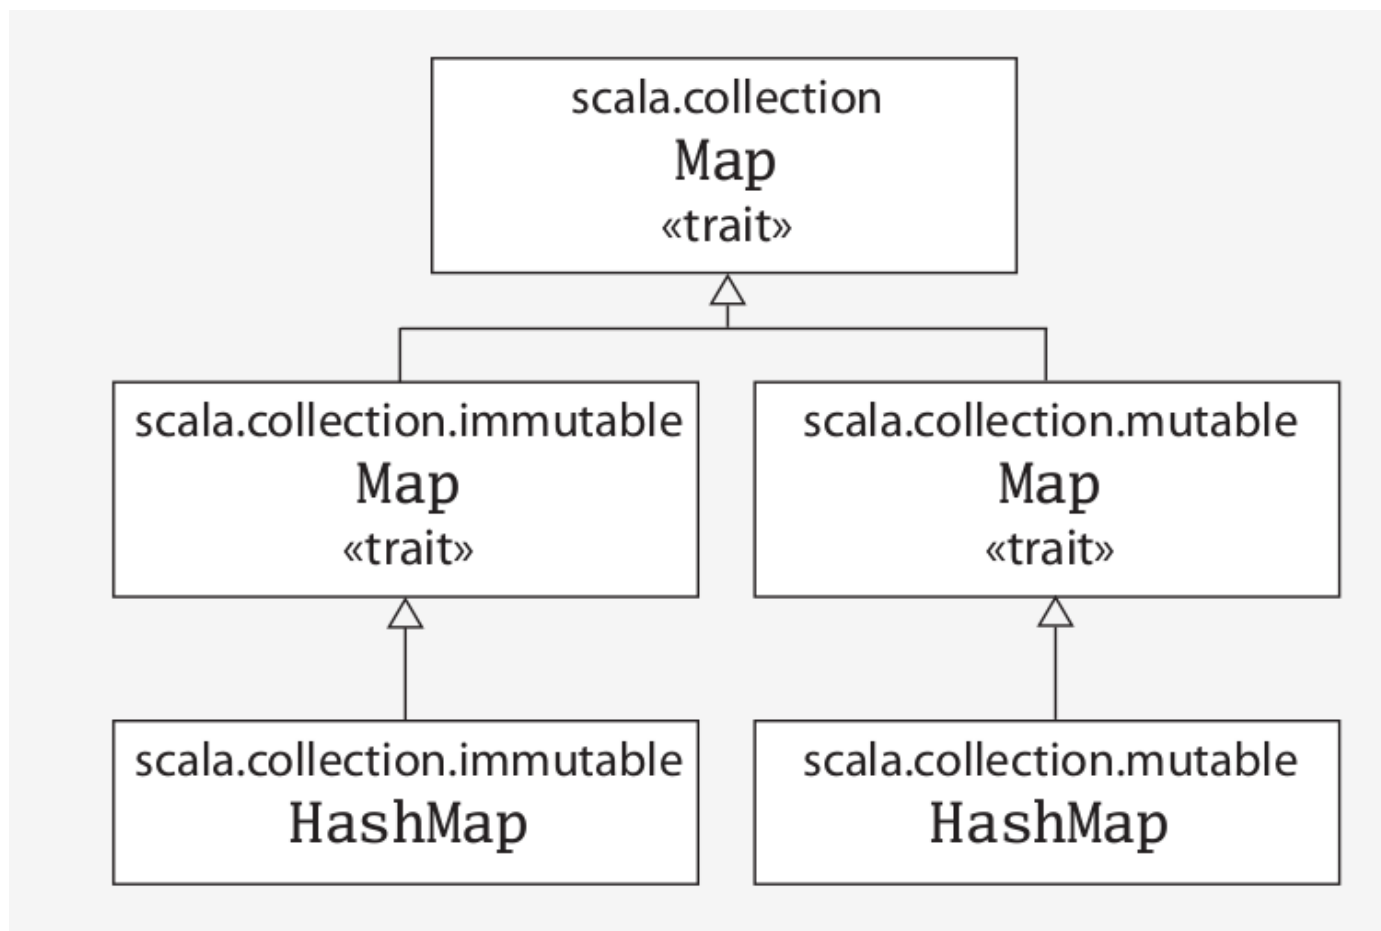 scala.collection
Map
«trait»
scala.collection.immutable
Map
«trait»
scala.collection.mutable
Map
«trait»
scala.collection.immutable
HashMap
scala.collection.mutable
HashMap